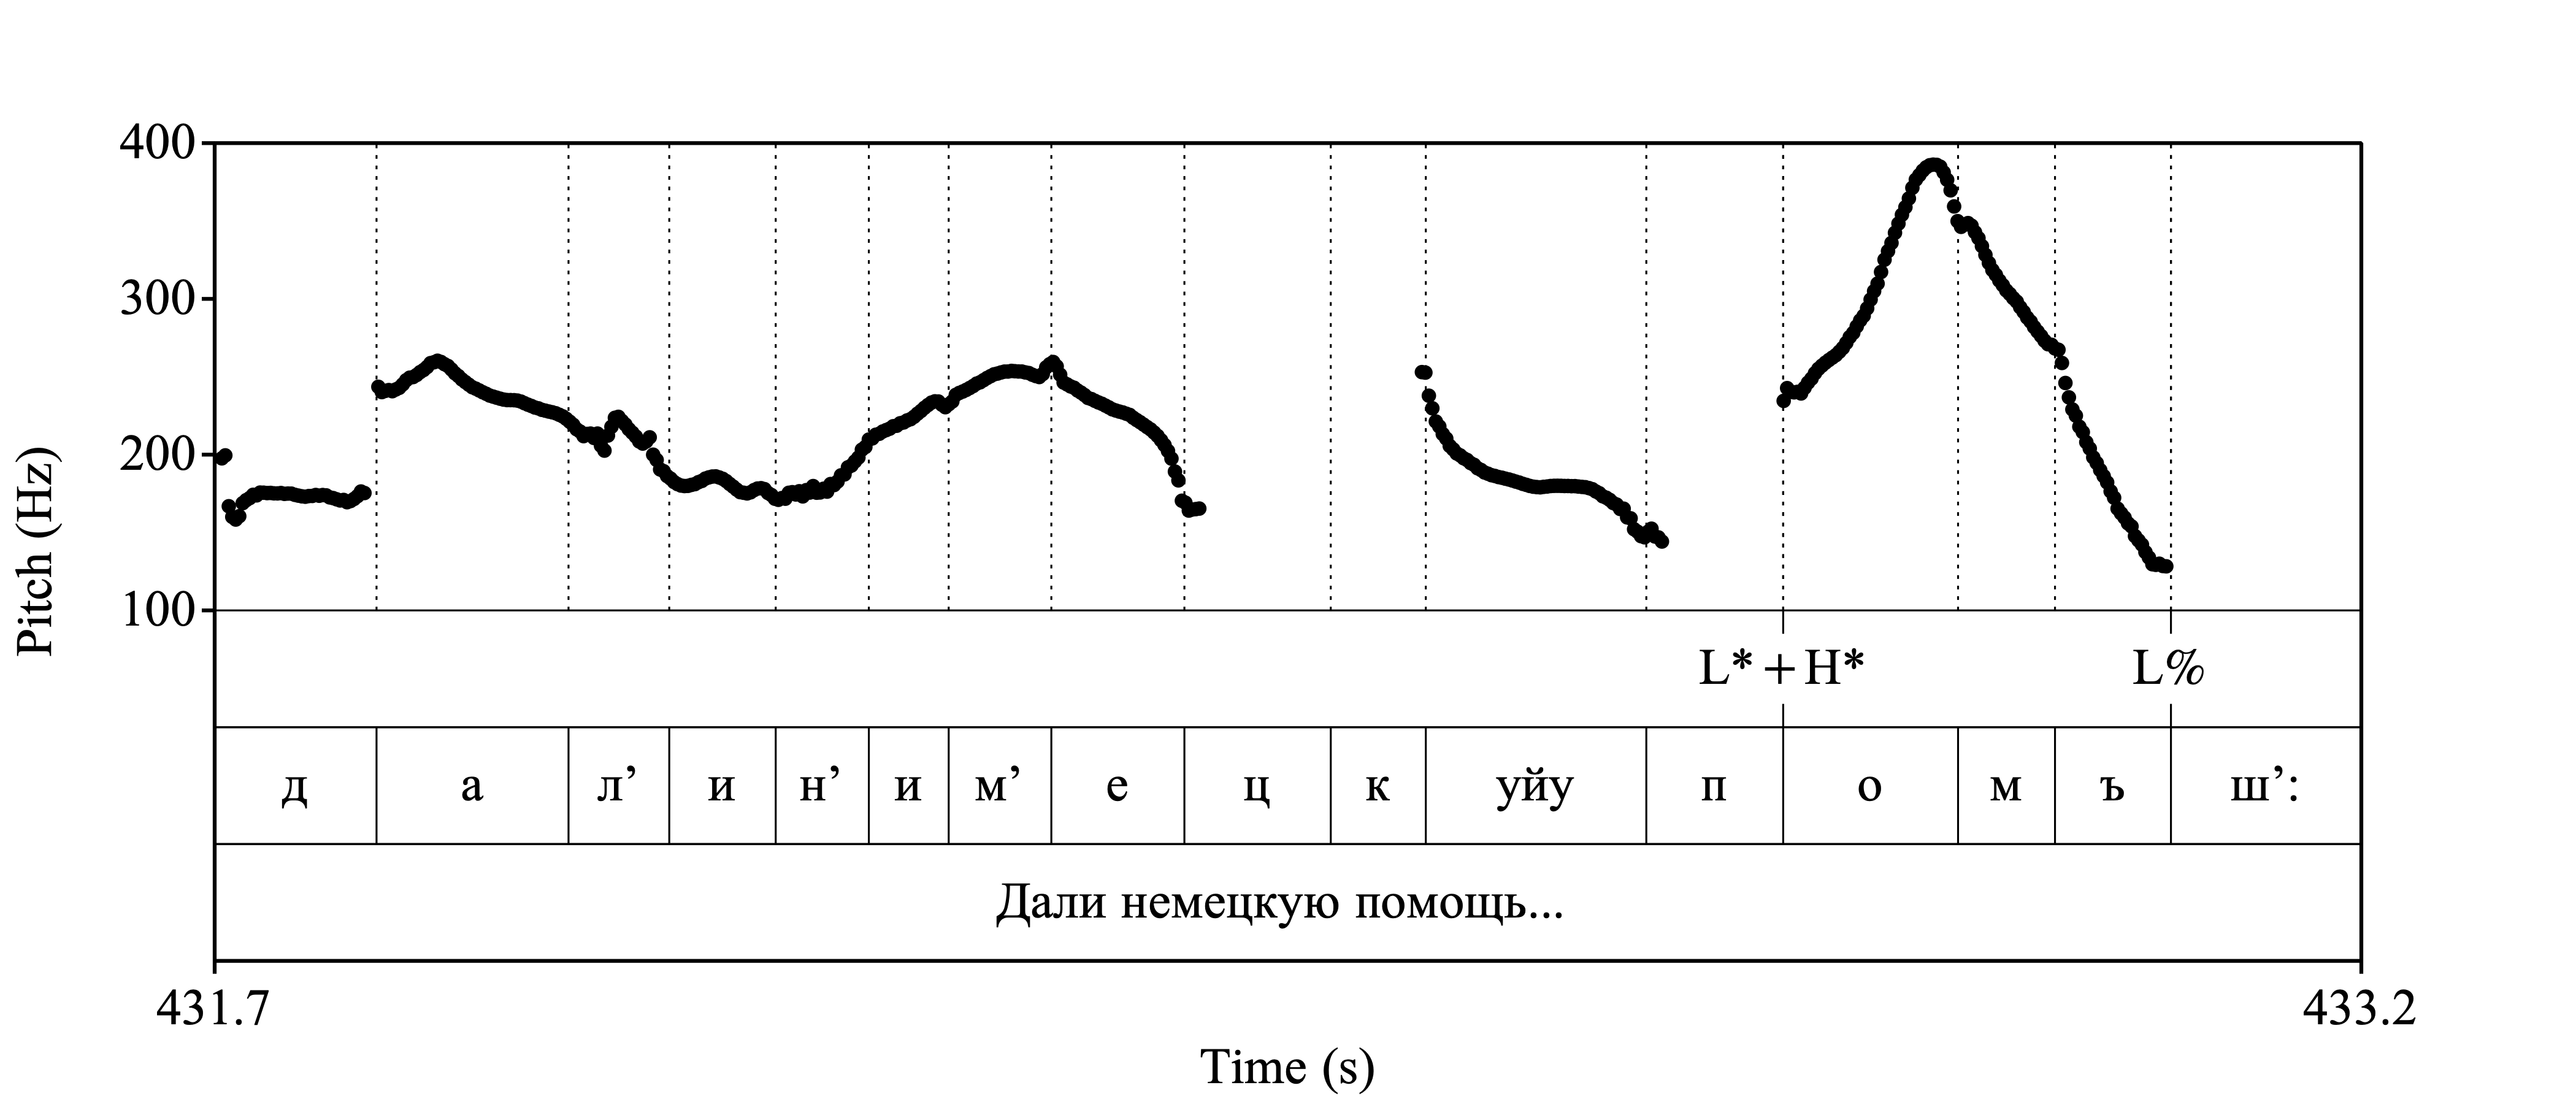 400
300
200
100
Pitch (Hz)
L*+H* L%
д а л’ и н’ и м’ е ц к уйу п о м ъ ш’:
Дали немецкую помощь...
431.7 433.2
Time (s)